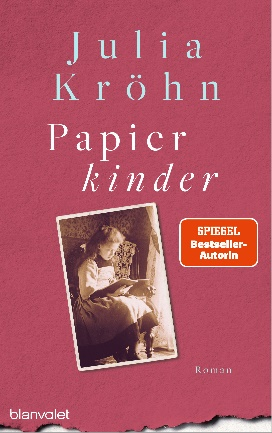 Julia
Kröhn
Papier
kinder
SPIEGEL
Bestseller-
Autorin
Roman
blanvalet